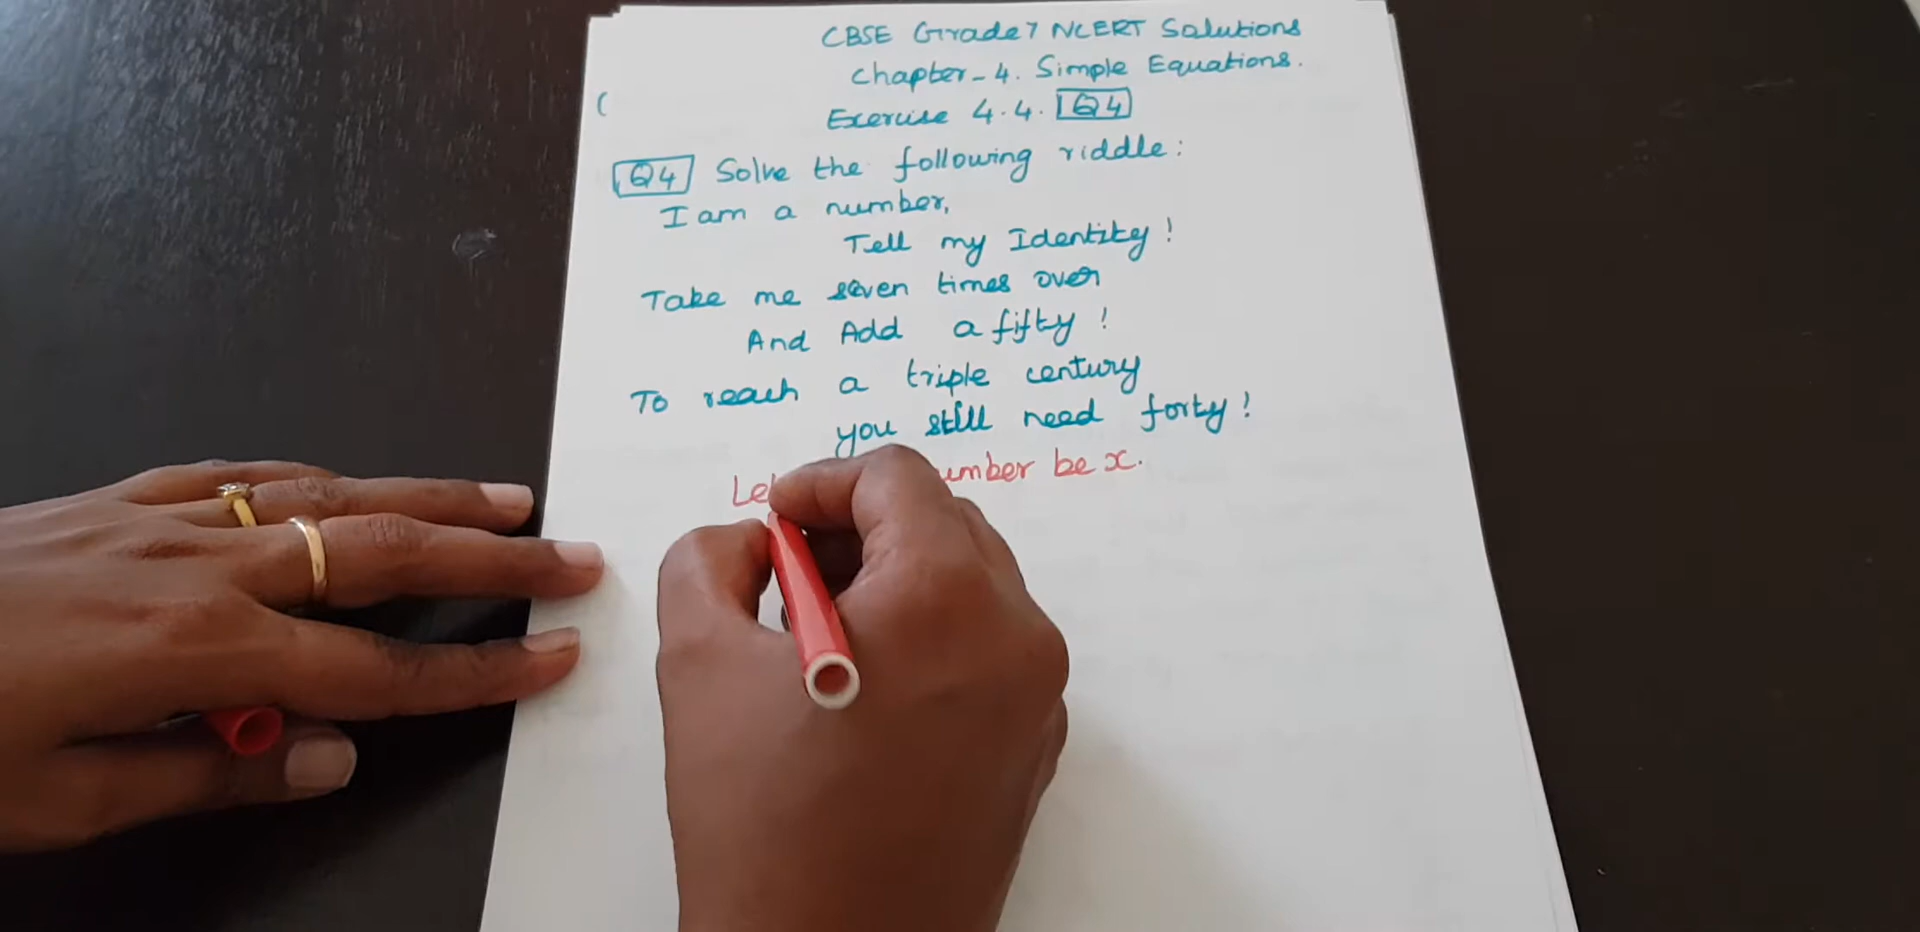 CBSE Grade 7 NCERT Solutions
Chapter-4. Simple Equations.
Exercise 4.4. Q4
Q4 Solve the following riddle:
I am a number,
Tell my Identity!
Take me seven times over
And Add a fifty!
To reach a triple century
you still need forty!
be x.